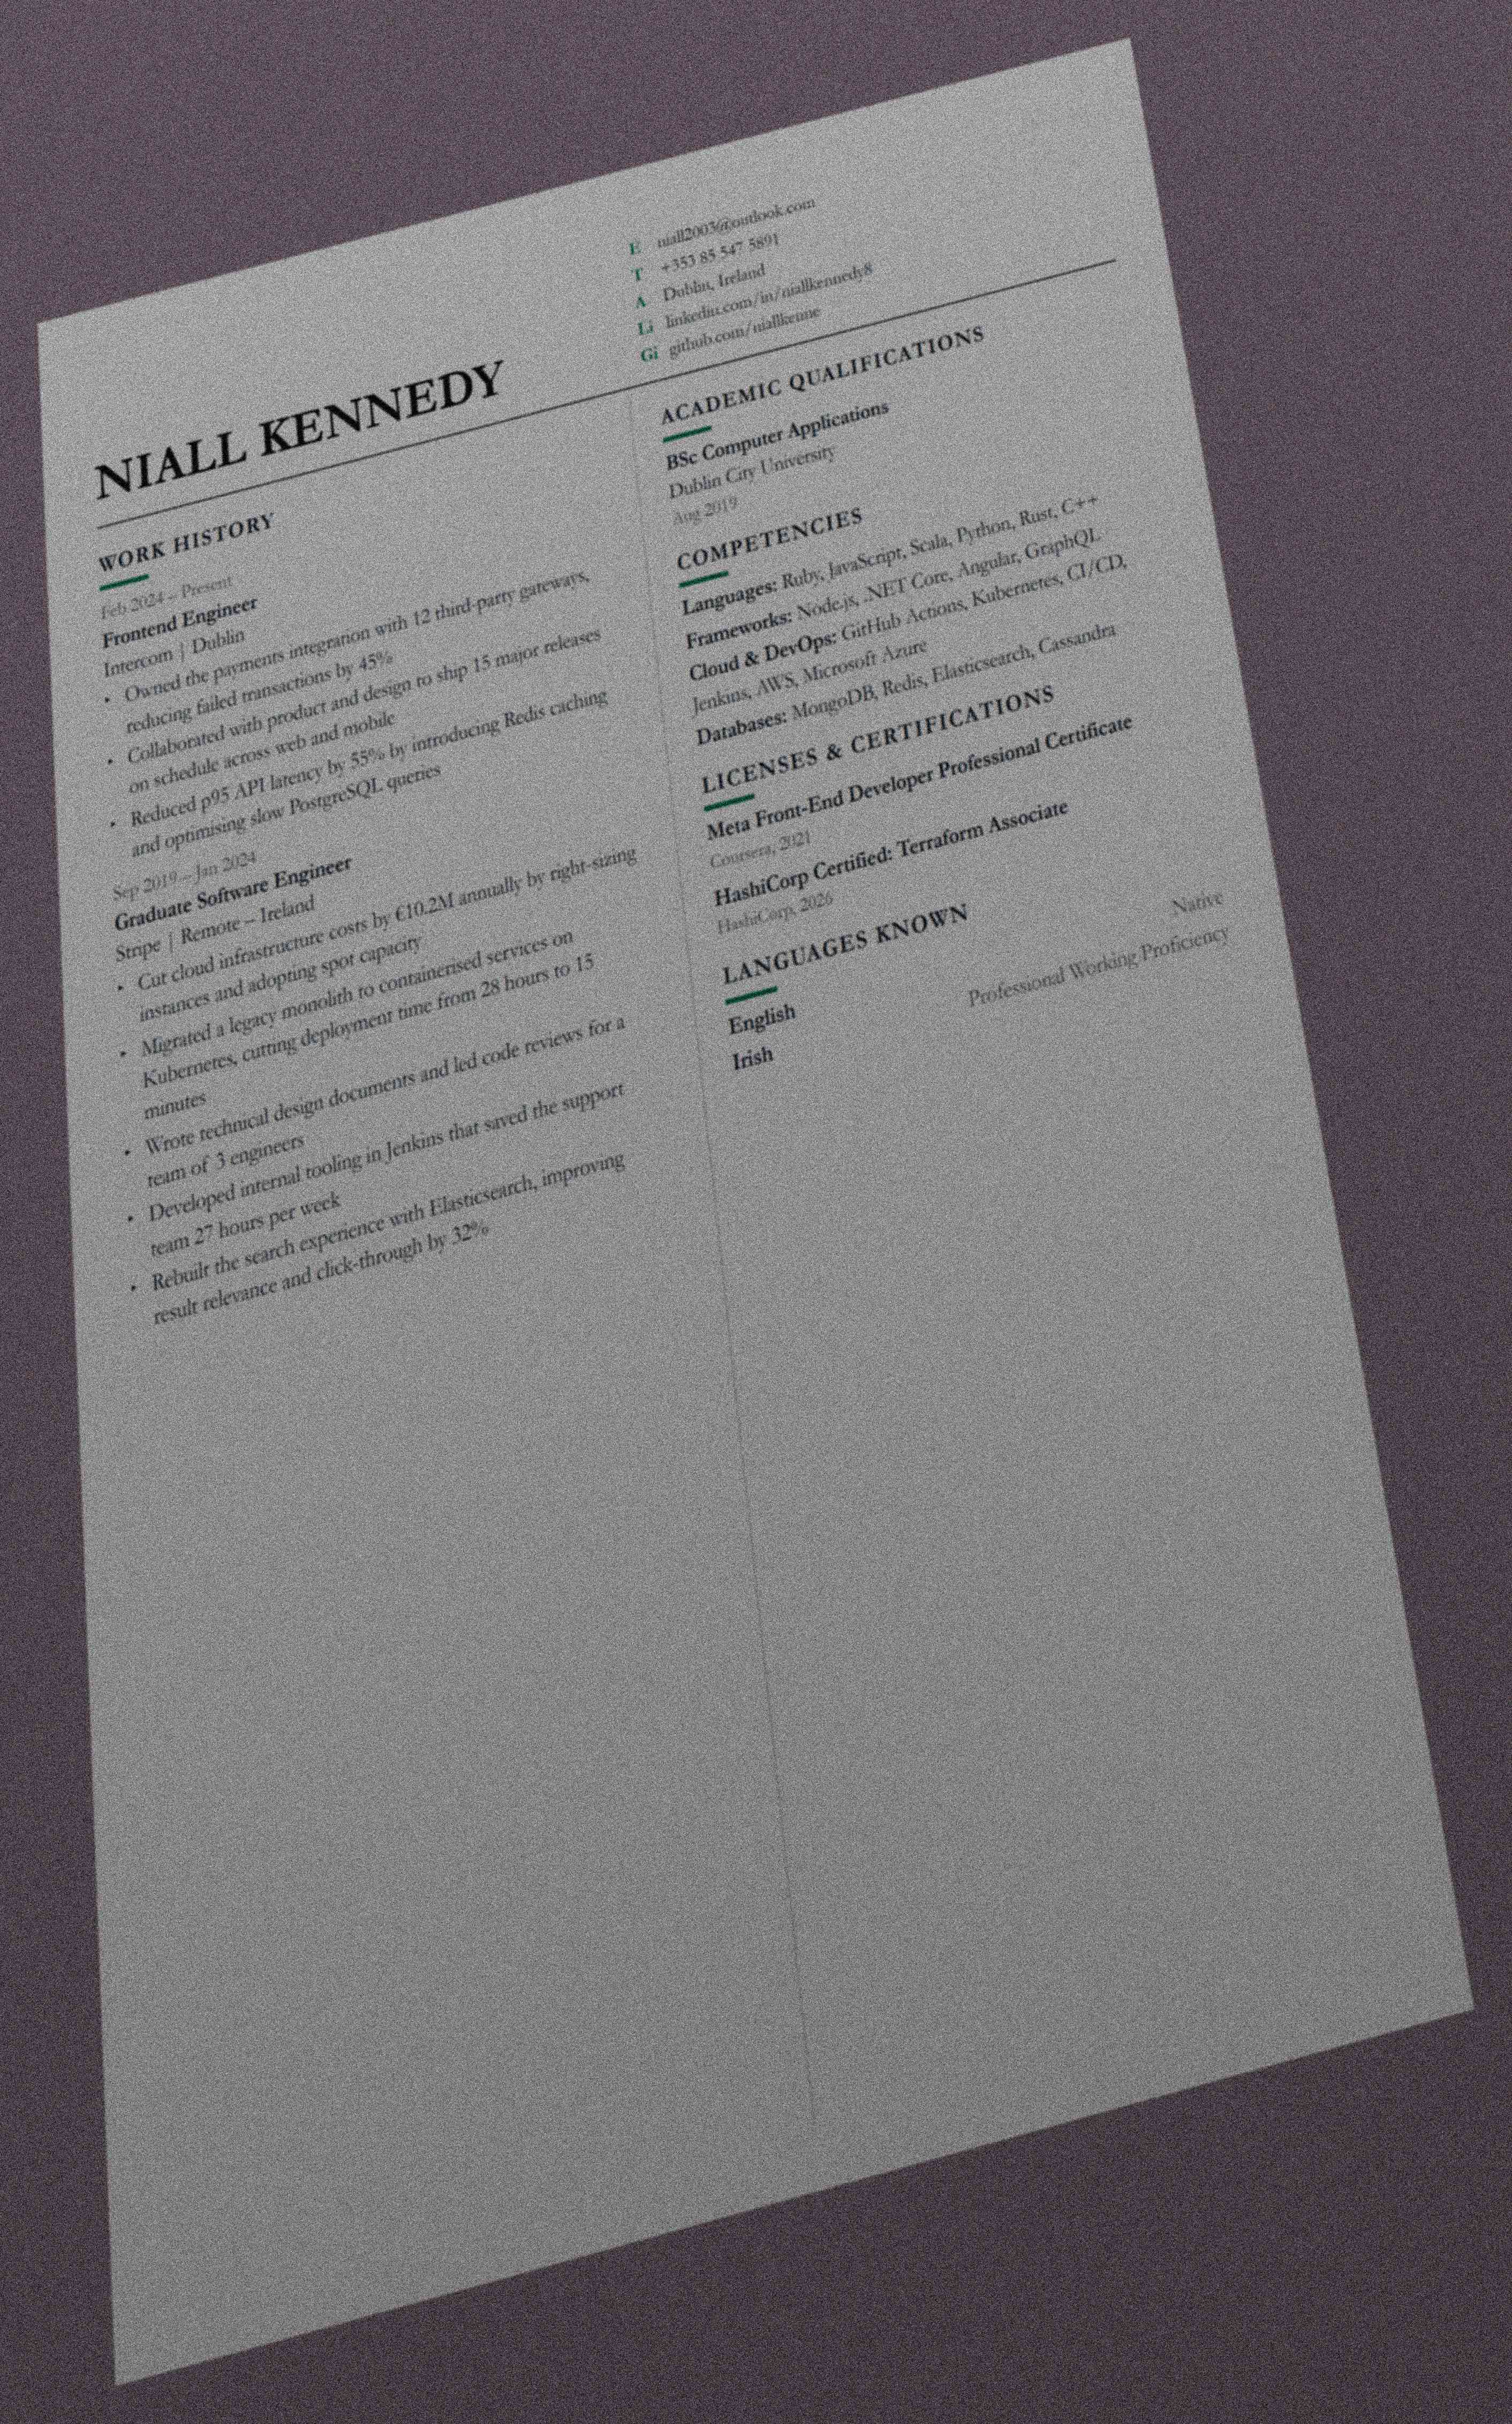 NIALL KENNEDY
E niall2003@outlook.com
T +353 85 547 5891
A Dublin, Ireland
Li linkedin.com/in/niallkennedy8
Gi github.com/niallkenne
WORK HISTORY
Feb 2024 – Present
Frontend Engineer
Intercom | Dublin
• Owned the payments integration with 12 third-party gateways,
reducing failed transactions by 45%
• Collaborated with product and design to ship 15 major releases
on schedule across web and mobile
• Reduced p95 API latency by 55% by introducing Redis caching
and optimising slow PostgreSQL queries
Sep 2019 – Jan 2024
Graduate Software Engineer
Stripe | Remote – Ireland
• Cut cloud infrastructure costs by €10.2M annually by right-sizing
instances and adopting spot capacity
• Migrated a legacy monolith to containerised services on
Kubernetes, cutting deployment time from 28 hours to 15
minutes
• Wrote technical design documents and led code reviews for a
team of 3 engineers
• Developed internal tooling in Jenkins that saved the support
team 27 hours per week
• Rebuilt the search experience with Elasticsearch, improving
result relevance and click-through by 32%
ACADEMIC QUALIFICATIONS
BSc Computer Applications
Dublin City University
Aug 2019
COMPETENCIES
Languages: Ruby, JavaScript, Scala, Python, Rust, C++
Frameworks: Node.js, .NET Core, Angular, GraphQL
Cloud & DevOps: GitHub Actions, Kubernetes, CI/CD,
Jenkins, AWS, Microsoft Azure
Databases: MongoDB, Redis, Elasticsearch, Cassandra
LICENSES & CERTIFICATIONS
Meta Front-End Developer Professional Certificate
Coursera, 2021
HashiCorp Certified: Terraform Associate
HashiCorp, 2026
LANGUAGES KNOWN
English Native
Irish Professional Working Proficiency